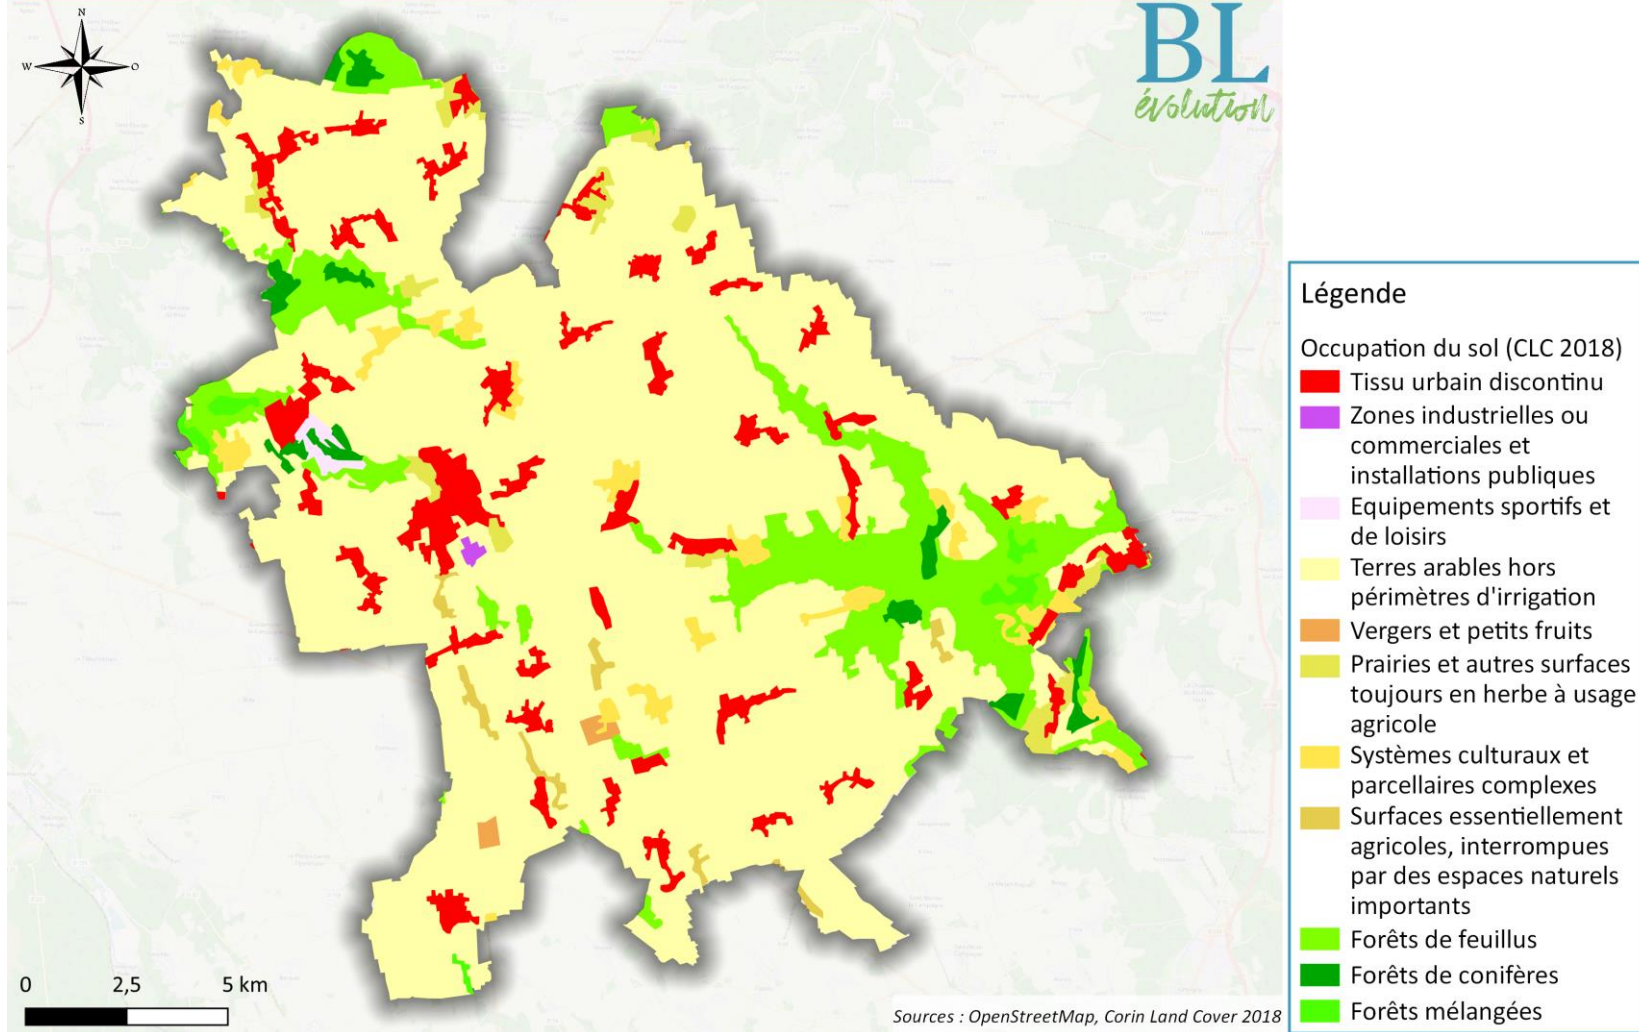 N
W
O
S
BL
évolution
Légende
Occupation du sol (CLC 2018)
Tissu urbain discontinu
Zones industrielles ou
commerciales et
installations publiques
Equipements sportifs et
de loisirs
Terres arables hors
périmètres d'irrigation
Vergers et petits fruits
Prairies et autres surfaces
toujours en herbe à usage
agricole
Systèmes culturaux et
parcellaires complexes
Surfaces essentiellement
agricoles, interrompues
par des espaces naturels
importants
Forêts de feuillus
Forêts de conifères
Forêts mélangées
0 2,5 5 km
Sources : OpenStreetMap, Corin Land Cover 2018